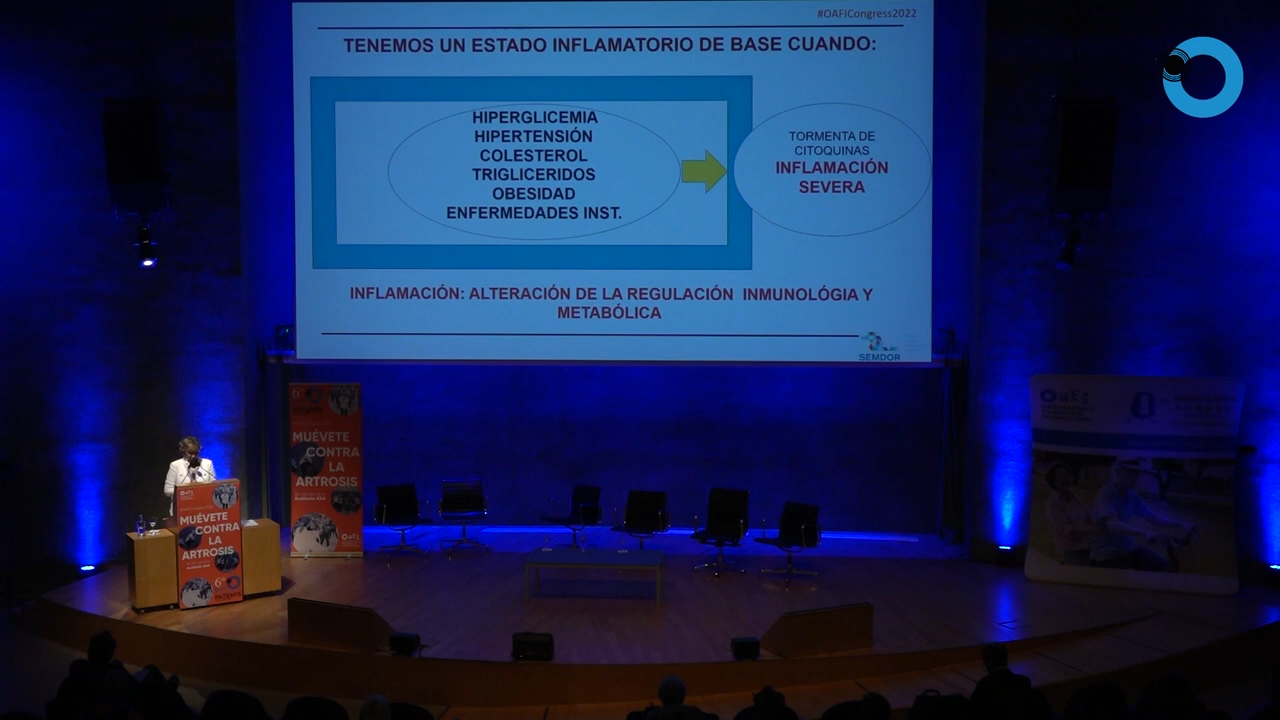 #OAFICongress2022
TENEMOS UN ESTADO INFLAMATORIO DE BASE CUANDO:
HIPERGLICEMIA
HIPERTENSIÓN
COLESTEROL
TRIGLICERIDOS
OBESIDAD
ENFERMEDADES INST.
TORMENTA DE
CITOQUINAS
INFLAMACIÓN
SEVERA
INFLAMACIÓN: ALTERACIÓN DE LA REGULACIÓN INMUNOLÓGIA Y
METABÓLICA
SEMDOR
MUÉVETE
CONTRA
LA
ARTROSIS
MUÉVETE
CONTRA
LA
ARTROSIS
PATIENTS